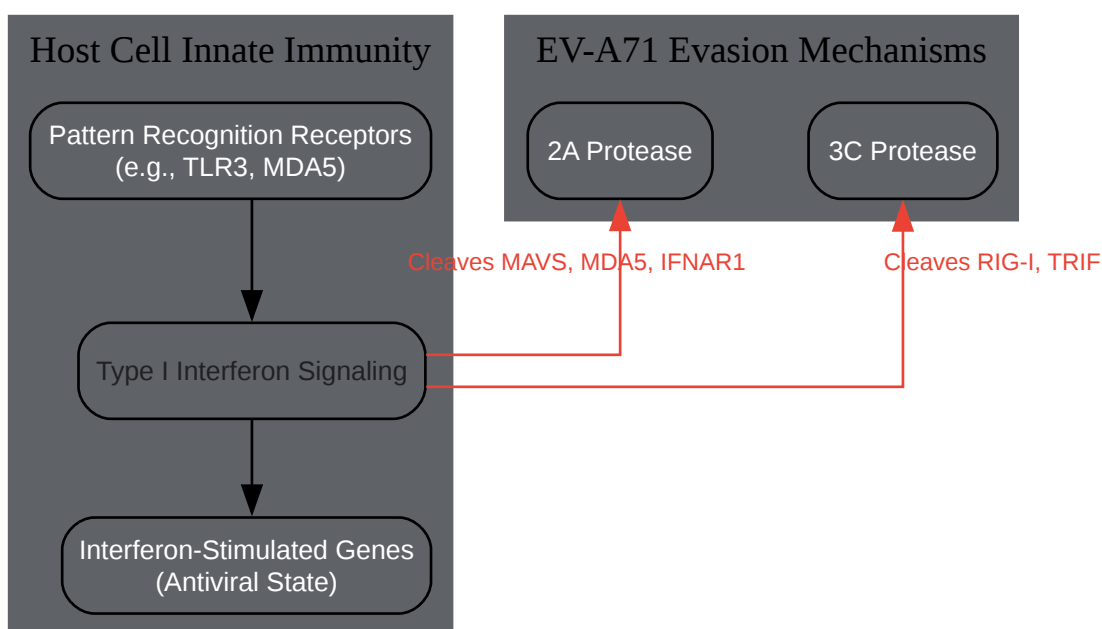 Host Cell Innate Immunity
Pattern Recognition Receptors
(e.g., TLR3, MDA5)
Type I Interferon Signaling
Interferon-Stimulated Genes
(Antiviral State)
EV-A71 Evasion Mechanisms
2A Protease
3C Protease
Cleaves MAVS, MDA5, IFNAR1
Cleaves RIG-I, TRIF